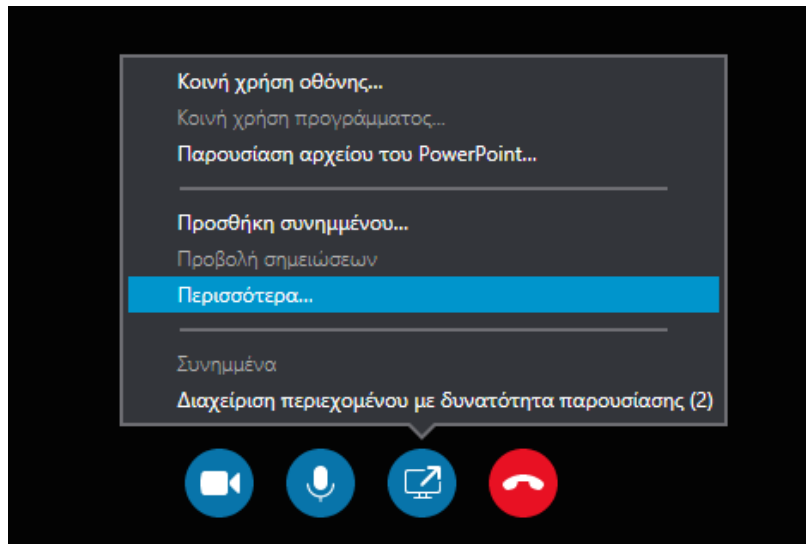 Κοινή χρήση οθόνης...
Κοινή χρήση προγράμματος...
Παρουσίαση αρχείου του PowerPoint...
Προσθήκη συνημμένου...
Προβολή σημειώσεων
Περισσότερα...
Συνημμένα
Διαχείριση περιεχομένου με δυνατότητα παρουσίασης (2)